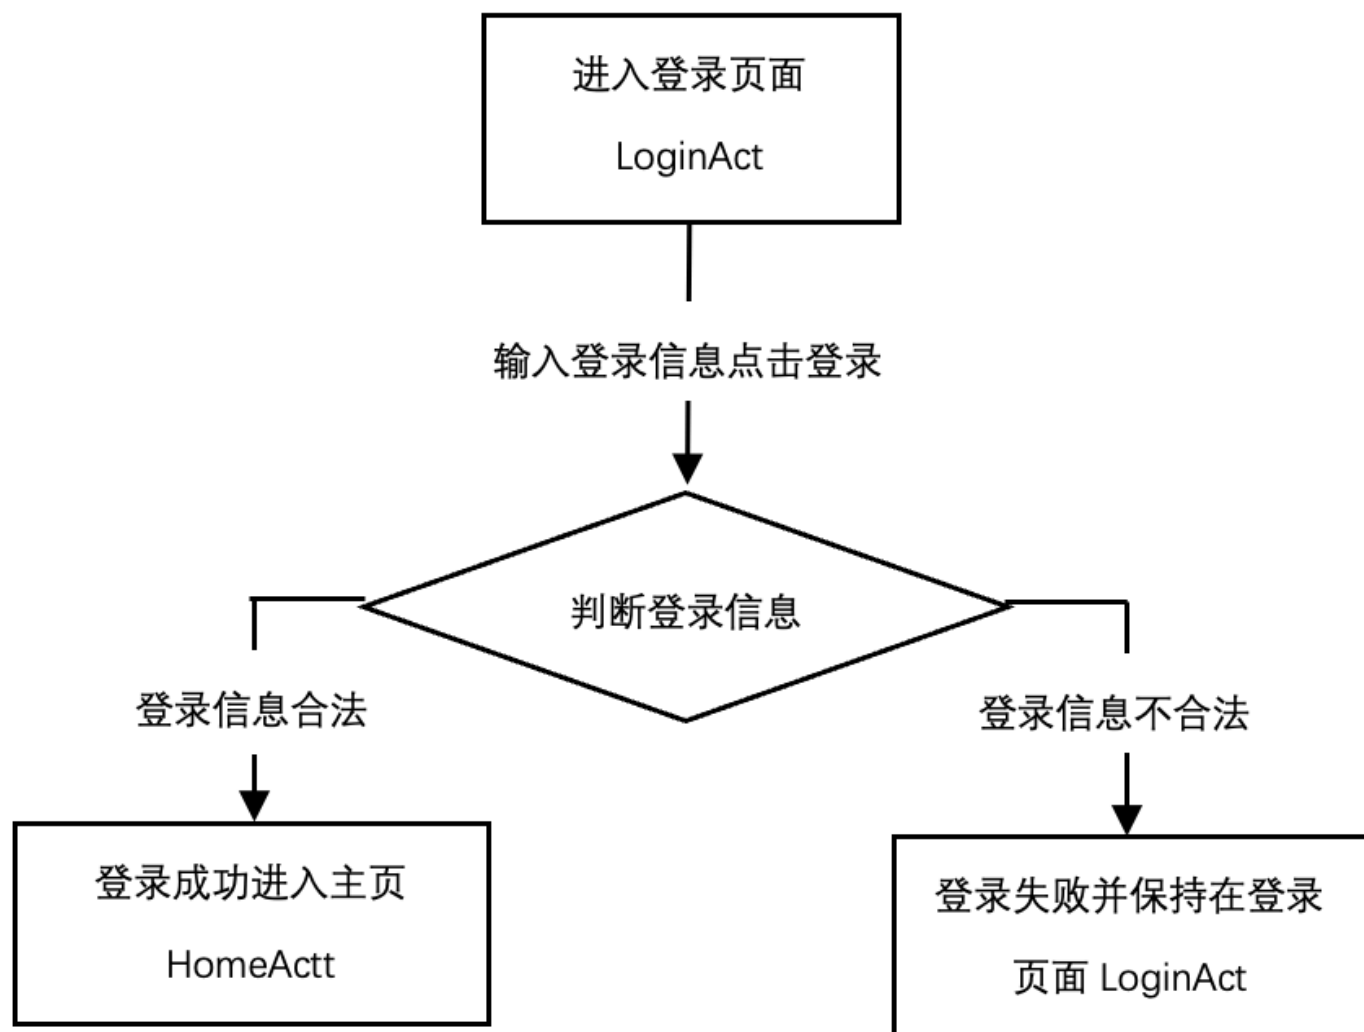 进入登录页面
LoginAct
输入登录信息点击登录
判断登录信息
登录信息合法
登录信息不合法
登录成功进入主页
HomeActt
登录失败并保持在登录
页面 LoginAct